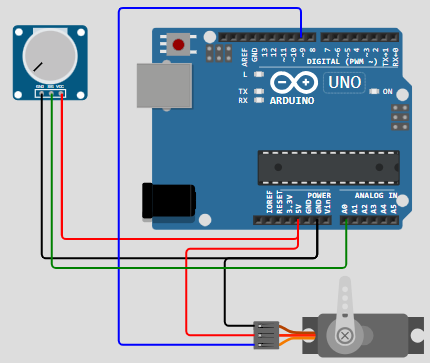 GND SIG VCC
AREF
GND
13
12
~11
~10
~9
8
7
~6
~5
4
~3
2
TX→1
RX←0
DIGITAL (PWM ~)
L
TX
RX
UNO
ON
ARDUINO
IOREF
RESET
3.3V
5V
GND
GND
Vin
POWER
ANALOG IN
A0
A1
A2
A3
A4
A5